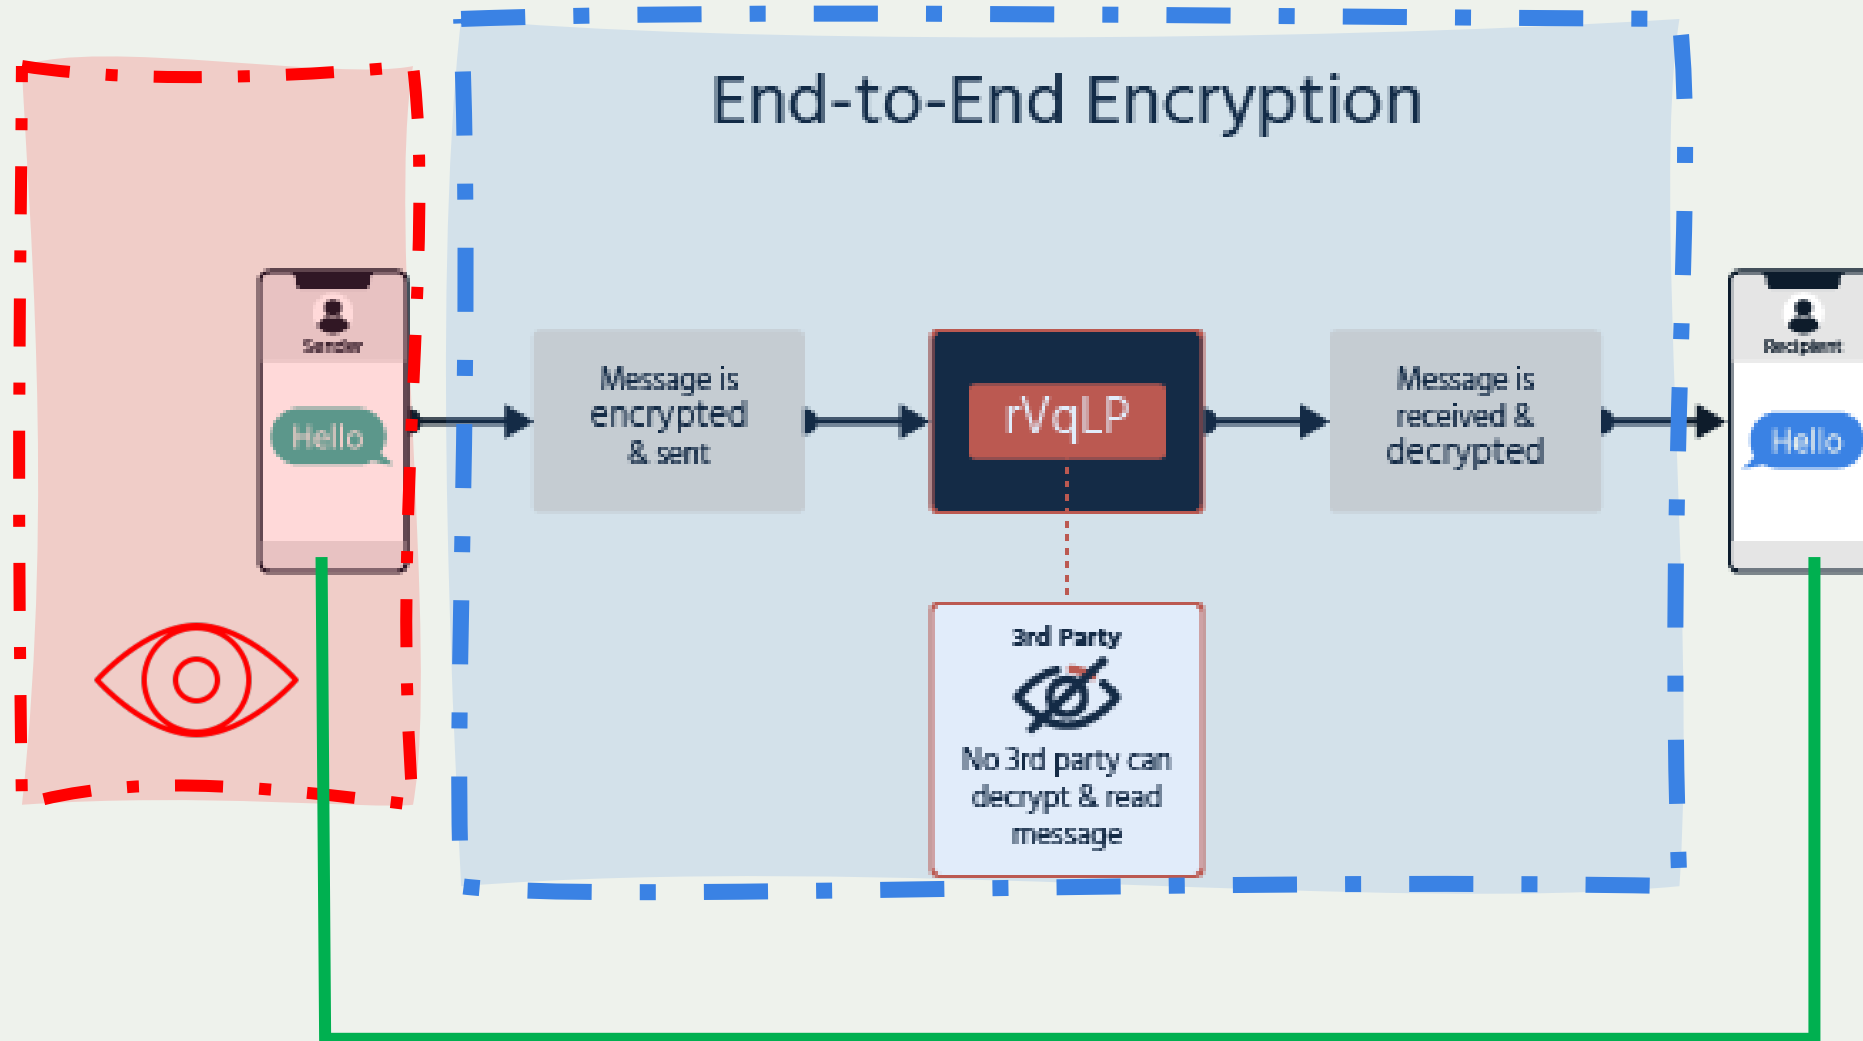 End-to-End Encryption
Sender
Hello
Message is
encrypted
& sent
rVqLP
Message is
received &
decrypted
Recipient
Hello
3rd Party
No 3rd party can
decrypt & read
message